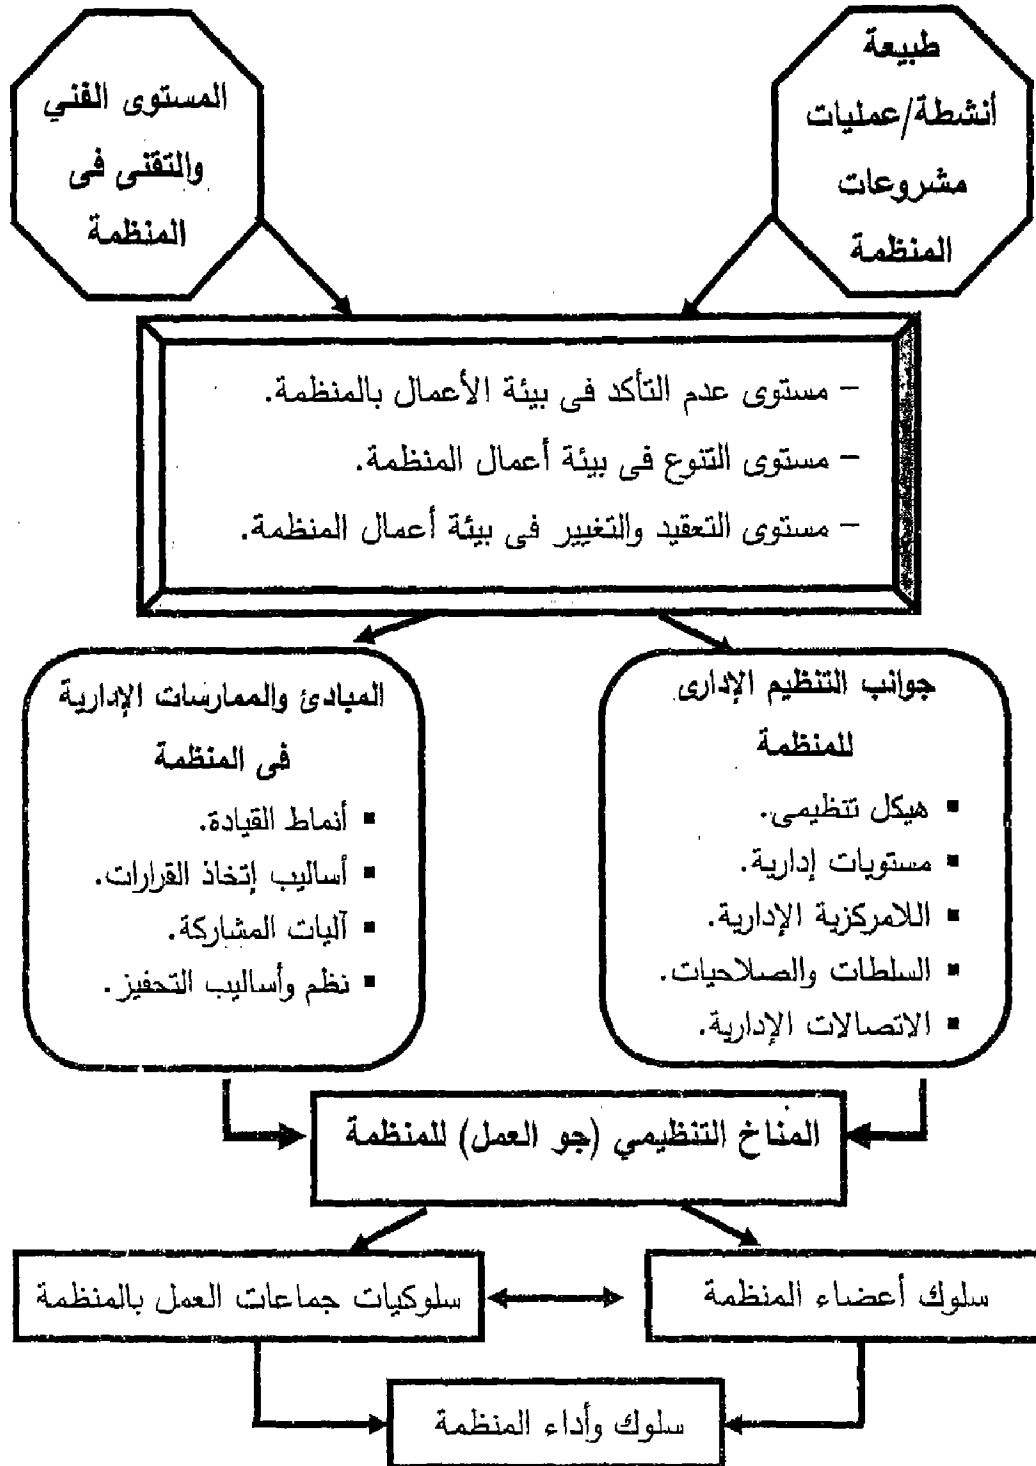 طبيعة
أنشطة/عمليات
مشروعات
المنظمة
المستوى الفني
والتقنى فى
المنظمة
– مستوى عدم التأكد فى بيئة الأعمال بالمنظمة.
– مستوى التنوع فى بيئة أعمال المنظمة.
– مستوى التعقيد والتغيير فى بيئة أعمال المنظمة.
جوانب التنظيم الإدارى
للمنظمة
▪ هيكل تنظيمى.
▪ مستويات إدارية.
▪ اللامركزية الإدارية.
▪ السلطات والصلاحيات.
▪ الاتصالات الإدارية.
المبادئ والممارسات الإدارية
فى المنظمة
▪ أنماط القيادة.
▪ أساليب إتخاذ القرارات.
▪ آليات المشاركة.
▪ نظم وأساليب التحفيز.
المناخ التنظيمي (جو العمل) للمنظمة
سلوك أعضاء المنظمة
سلوكيات جماعات العمل بالمنظمة
سلوك وأداء المنظمة